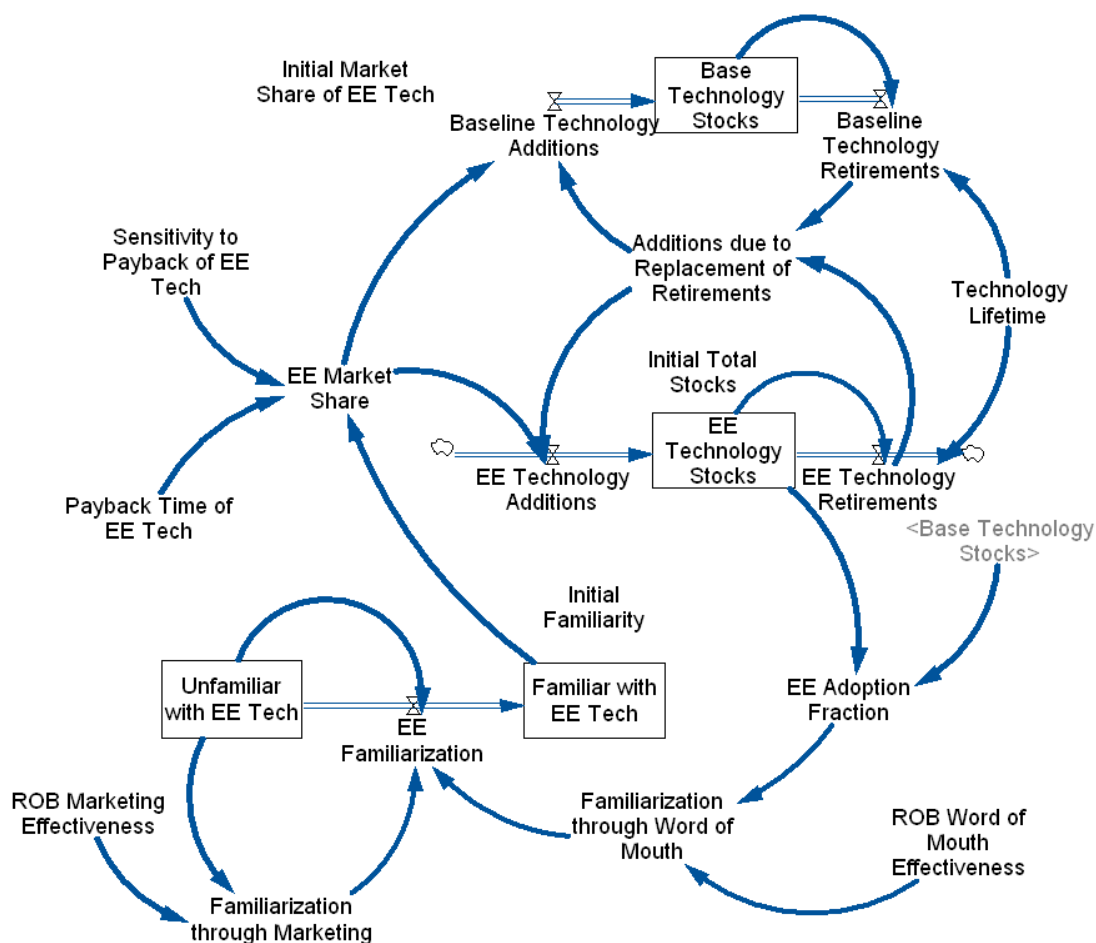 Initial Market
Share of EE Tech
Base
Technology
Stocks
Baseline Technology
Additions
Baseline
Technology
Retirements
Sensitivity to
Payback of EE
Tech
Additions due to
Replacement of
Retirements
Technology
Lifetime
EE Market
Share
Initial Total
Stocks
EE
Technology
Stocks
EE Technology
Additions
EE Technology
Retirements
Payback Time of
EE Tech
<Base Technology
Stocks>
Initial
Familiarity
Unfamiliar
with EE Tech
Familiar with
EE Tech
EE
Familiarization
EE Adoption
Fraction
ROB Marketing
Effectiveness
Familiarization
through Word of
Mouth
ROB Word of
Mouth
Effectiveness
Familiarization
through Marketing